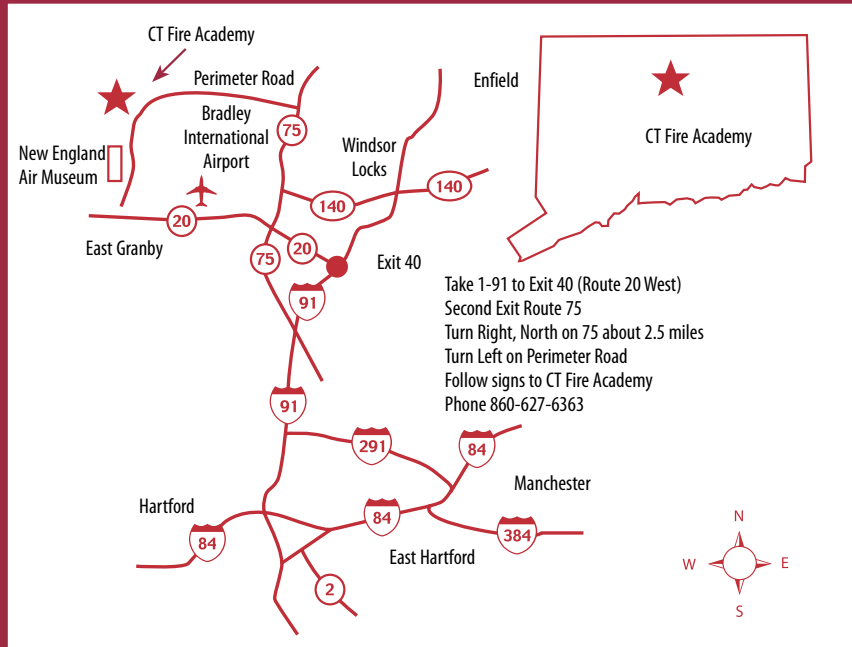 CT Fire Academy
Perimeter Road
Enfield
Bradley
International
Airport
75
Windsor
Locks
New England
Air Museum
CT Fire Academy
140
140
20
East Granby
75
20
Exit 40
91
Take 1-91 to Exit 40 (Route 20 West)
Second Exit Route 75
Turn Right, North on 75 about 2.5 miles
Turn Left on Perimeter Road
Follow signs to CT Fire Academy
Phone 860-627-6363
91
291
84
Manchester
Hartford
84
84
384
East Hartford
2
N
W
E
S